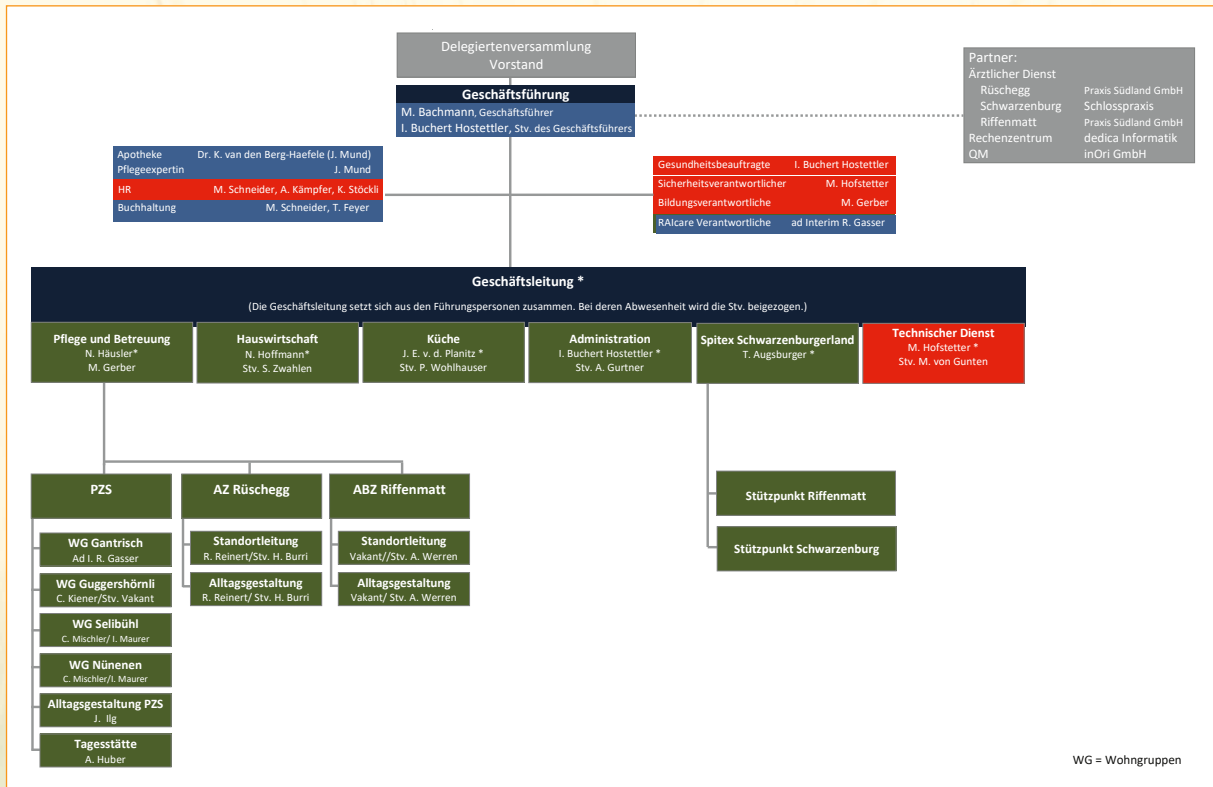 Delegiertenversammlung
Vorstand
Geschäftsführung
M. Bachmann, Geschäftsführer
I. Buchert Hostettler, Stv. des Geschäftsführers
Partner:
Ärztlicher Dienst
Rüschegg Praxis Südland GmbH
Schwarzenburg Schlosspraxis
Riffenmatt Praxis Südland GmbH
Rechenzentrum dedica Informatik
QM inOri GmbH
Apotheke Dr. K. van den Berg-Haefele (J. Mund)
Pflegeexpertin J. Mund
HR M. Schneider, A. Kämpfer, K. Stöckli
Buchhaltung M. Schneider, T. Feyer
Gesundheitsbeauftragte I. Buchert Hostettler
Sicherheitsverantwortlicher M. Hofstetter
Bildungsverantwortliche M. Gerber
RAIcare Verantwortliche ad Interim R. Gasser
Geschäftsleitung *
(Die Geschäftsleitung setzt sich aus den Führungspersonen zusammen. Bei deren Abwesenheit wird die Stv. beigezogen.)
Pflege und Betreuung
N. Häusler*
M. Gerber
Hauswirtschaft
N. Hoffmann*
Stv. S. Zwahlen
Küche
J. E. v. d. Planitz *
Stv. P. Wohlhauser
Administration
I. Buchert Hostettler *
Stv. A. Gurtner
Spitex Schwarzenburgerland
T. Augsburger *
Technischer Dienst
M. Hofstetter *
Stv. M. von Gunten
PZS
WG Gantrisch
Ad I. R. Gasser
WG Guggershörnli
C. Kiener/Stv. Vakant
WG Selibühl
C. Mischler/ I. Maurer
WG Nünenen
C. Mischler/I. Maurer
Alltagsgestaltung PZS
J. Ilg
Tagesstätte
A. Huber
AZ Rüschegg
Standortleitung
R. Reinert/Stv. H. Burri
Alltagsgestaltung
R. Reinert/ Stv. H. Burri
ABZ Riffenmatt
Standortleitung
Vakant//Stv. A. Werren
Alltagsgestaltung
Vakant/ Stv. A. Werren
Stützpunkt Riffenmatt
Stützpunkt Schwarzenburg
WG = Wohngruppen